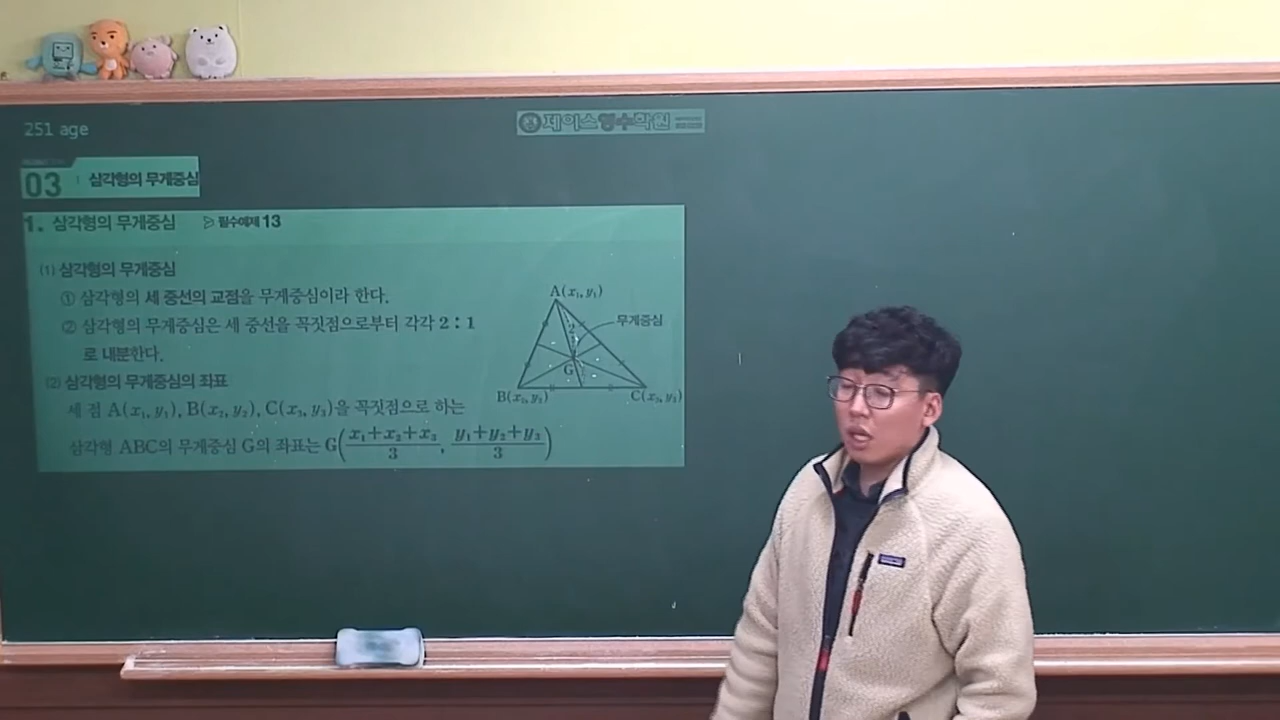 251 age
제이스영수학원
03 삼각형의 무게중심
1. 삼각형의 무게중심 필수예제 13
(1) 삼각형의 무게중심
① 삼각형의 세 중선의 교점을 무게중심이라 한다.
② 삼각형의 무게중심은 세 중선을 꼭짓점으로부터 각각 2 : 1
로 내분한다.
A(x₁, y₁)
무게중심
2
G
B(x₂, y₂) C(x₃, y₃)
(2) 삼각형의 무게중심의 좌표
세 점 A(x₁, y₁), B(x₂, y₂), C(x₃, y₃)을 꼭짓점으로 하는
삼각형 ABC의 무게중심 G의 좌표는 G((x₁+x₂+x₃)/3, (y₁+y₂+y₃)/3)